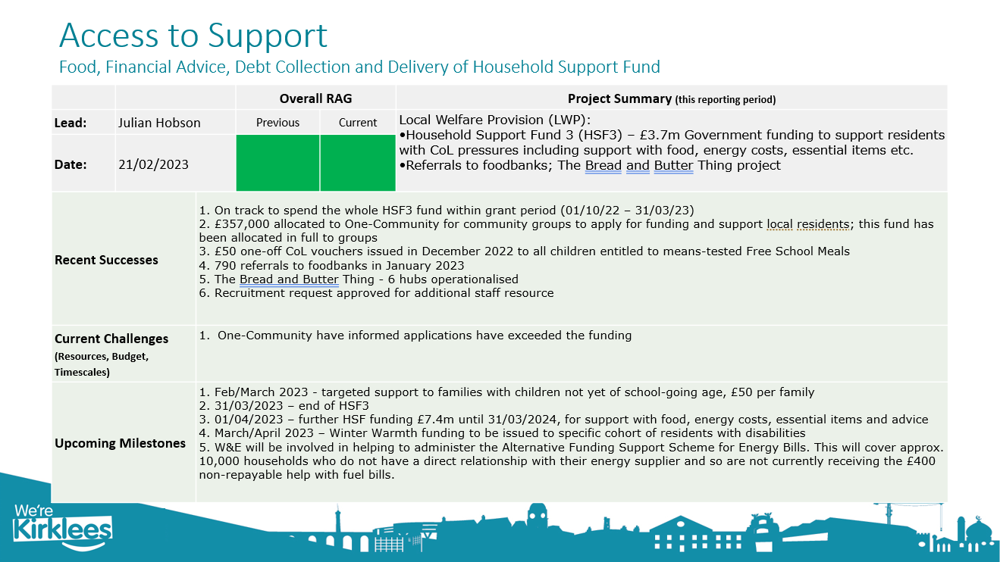 Access to Support
Food, Financial Advice, Debt Collection and Delivery of Household Support Fund
Overall RAG
Project Summary (this reporting period)
Lead:
Julian Hobson
Previous
Current
Date:
21/02/2023
Local Welfare Provision (LWP):
•Household Support Fund 3 (HSF3) – £3.7m Government funding to support residents
with CoL pressures including support with food, energy costs, essential items etc.
•Referrals to foodbanks; The Bread and Butter Thing project
Recent Successes
1. On track to spend the whole HSF3 fund within grant period (01/10/22 – 31/03/23)
2. £357,000 allocated to One-Community for community groups to apply for funding and support local residents; this fund has
been allocated in full to groups
3. £50 one-off CoL vouchers issued in December 2022 to all children entitled to means-tested Free School Meals
4. 790 referrals to foodbanks in January 2023
5. The Bread and Butter Thing - 6 hubs operationalised
6. Recruitment request approved for additional staff resource
Current Challenges
(Resources, Budget,
Timescales)
1. One-Community have informed applications have exceeded the funding
Upcoming Milestones
1. Feb/March 2023 - targeted support to families with children not yet of school-going age, £50 per family
2. 31/03/2023 – end of HSF3
3. 01/04/2023 – further HSF funding £7.4m until 31/03/2024, for support with food, energy costs, essential items and advice
4. March/April 2023 – Winter Warmth funding to be issued to specific cohort of residents with disabilities
5. W&E will be involved in helping to administer the Alternative Funding Support Scheme for Energy Bills. This will cover approx.
10,000 households who do not have a direct relationship with their energy supplier and so are not currently receiving the £400
non-repayable help with fuel bills.
We're
Kirklees